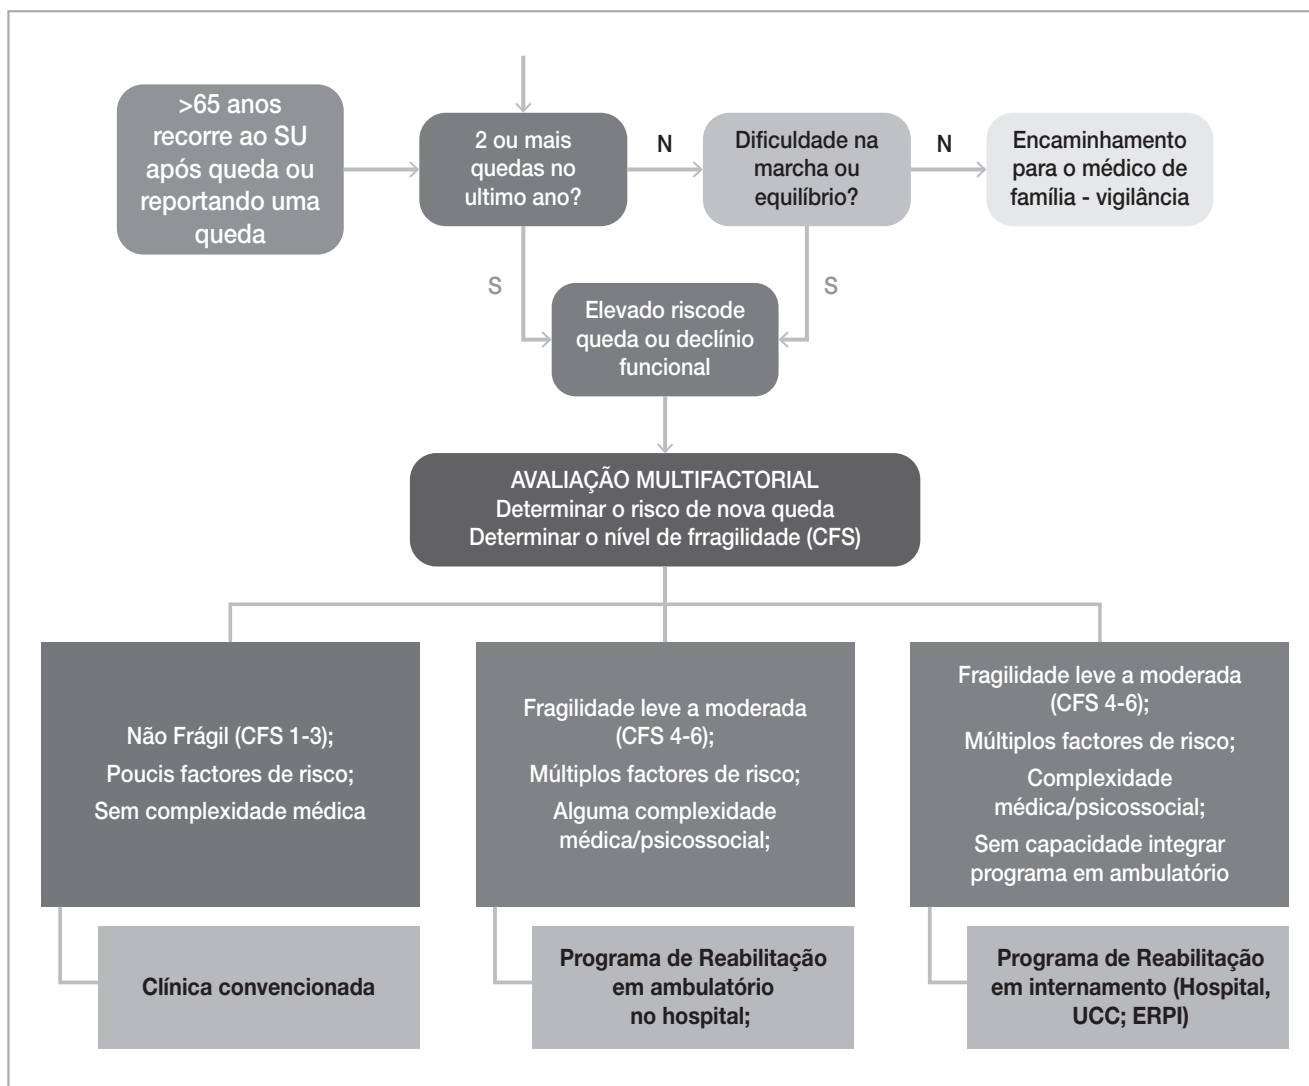 >65 anos
recorre ao SU
após queda ou
reportando uma
queda
2 ou mais
quedas no
ultimo ano?
N
Dificuldade na
marcha ou
equilíbrio?
N
Encaminhamento
para o médico de
família - vigilância
S
S
Elevado riscode
queda ou declínio
funcional
AVALIAÇÃO MULTIFACTORIAL
Determinar o risco de nova queda
Determinar o nível de frragilidade (CFS)
Não Frágil (CFS 1-3);
Poucis factores de risco;
Sem complexidade médica
Fragilidade leve a moderada
(CFS 4-6);
Múltiplos factores de risco;
Alguma complexidade
médica/psicossocial;
Fragilidade leve a moderada
(CFS 4-6);
Múltiplos factores de risco;
Complexidade
médica/psicossocial;
Sem capacidade integrar
programa em ambulatório
Clínica convencionada
Programa de Reabilitação
em ambulatório
no hospital;
Programa de Reabilitação
em internamento (Hospital,
UCC; ERPI)